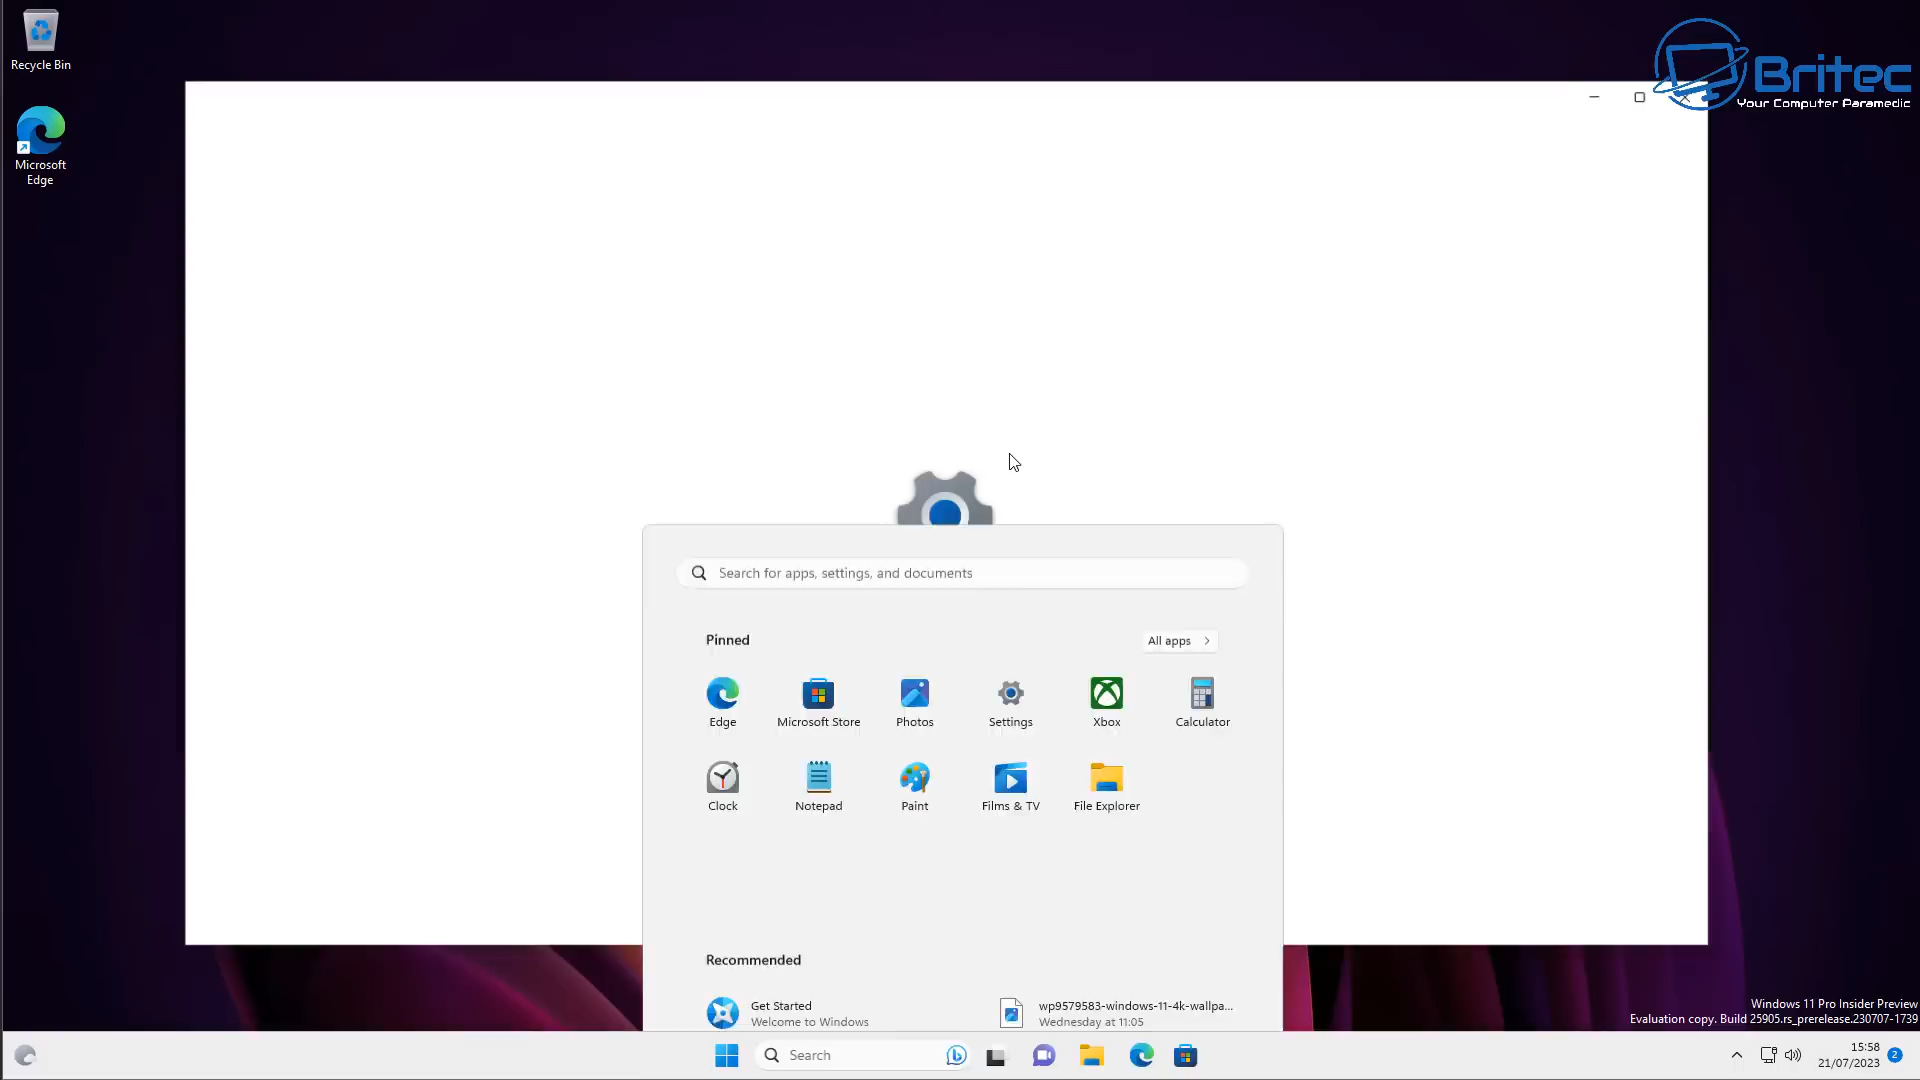 Recycle Bin
Microsoft
Edge
Britec
Your Computer Paramedic
Search for apps, settings, and documents
Pinned
All apps
Edge
Microsoft Store
Photos
Settings
Xbox
Calculator
Clock
Notepad
Paint
Films & TV
File Explorer
Recommended
Get Started
Welcome to Windows
wp9579583-windows-11-4k-wallpa...
Wednesday at 11:05
Windows 11 Pro Insider Preview
Evaluation copy. Build 25905.rs_prerelease.230707-1739
Search
15:58
21/07/2023
2